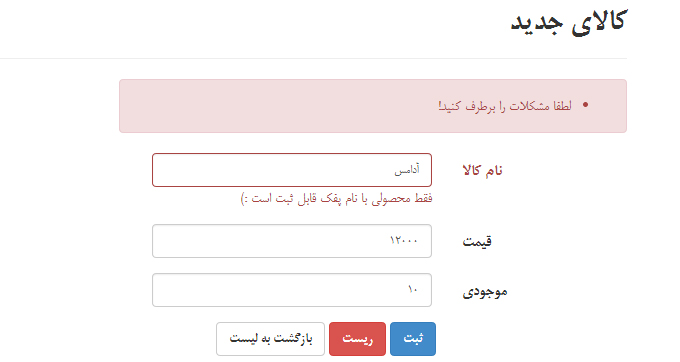 کالای جدید
لطفا مشکلات را برطرف کنید!
نام کالا
آدامس
فقط محصولی با نام پفک قابل ثبت است :)
قیمت
۱۲۰۰۰
موجودی
۱۰
ثبت
ریست
بازگشت به لیست